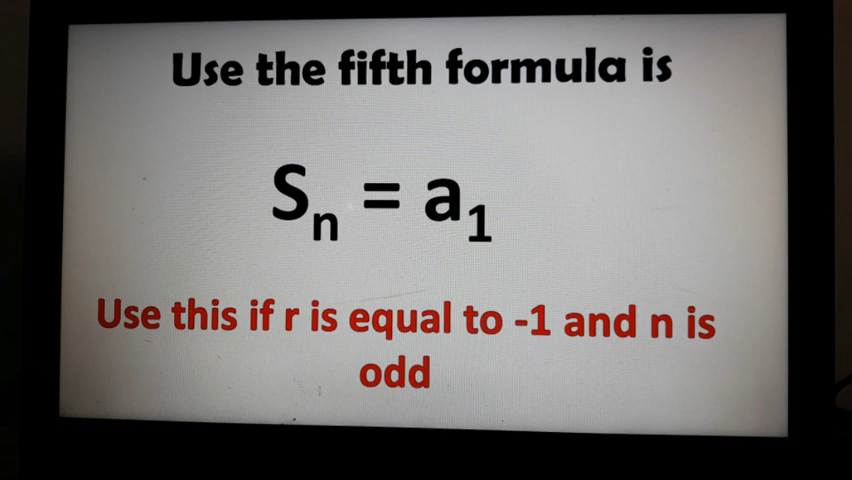 Use the fifth formula is
Sₙ = a₁
Use this if r is equal to -1 and n is
odd